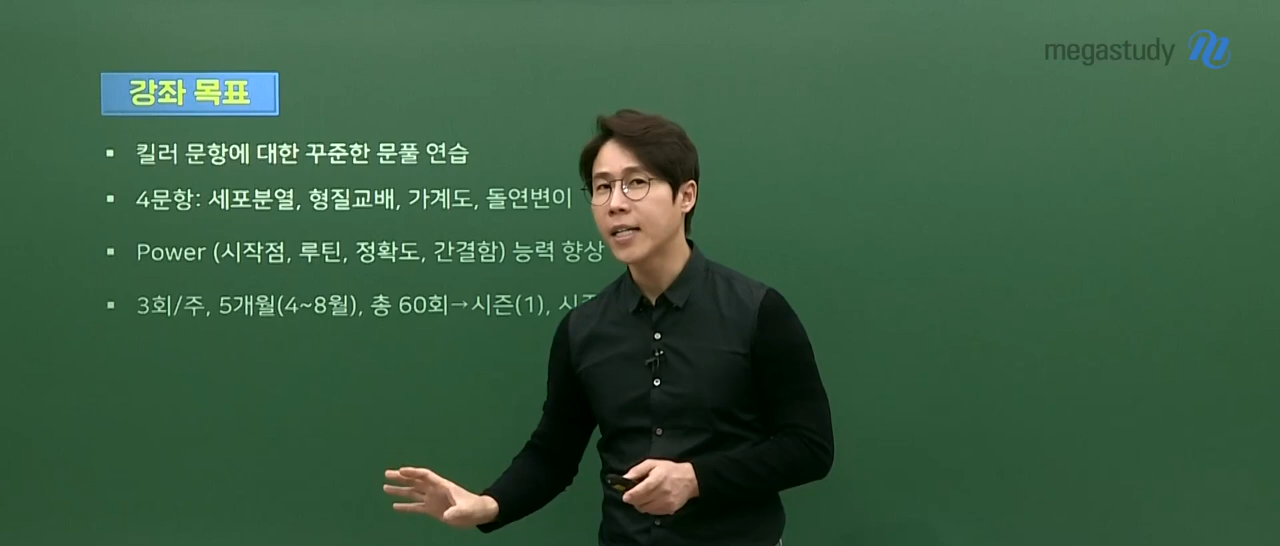 megastudy
강좌 목표
▪ 킬러 문항에 대한 꾸준한 문풀 연습
▪ 4문항: 세포분열, 형질교배, 가계도, 돌연변이
▪ Power (시작점, 루틴, 정확도, 간결함) 능력 향상
▪ 3회/주, 5개월(4~8월), 총 60회→시즌(1),